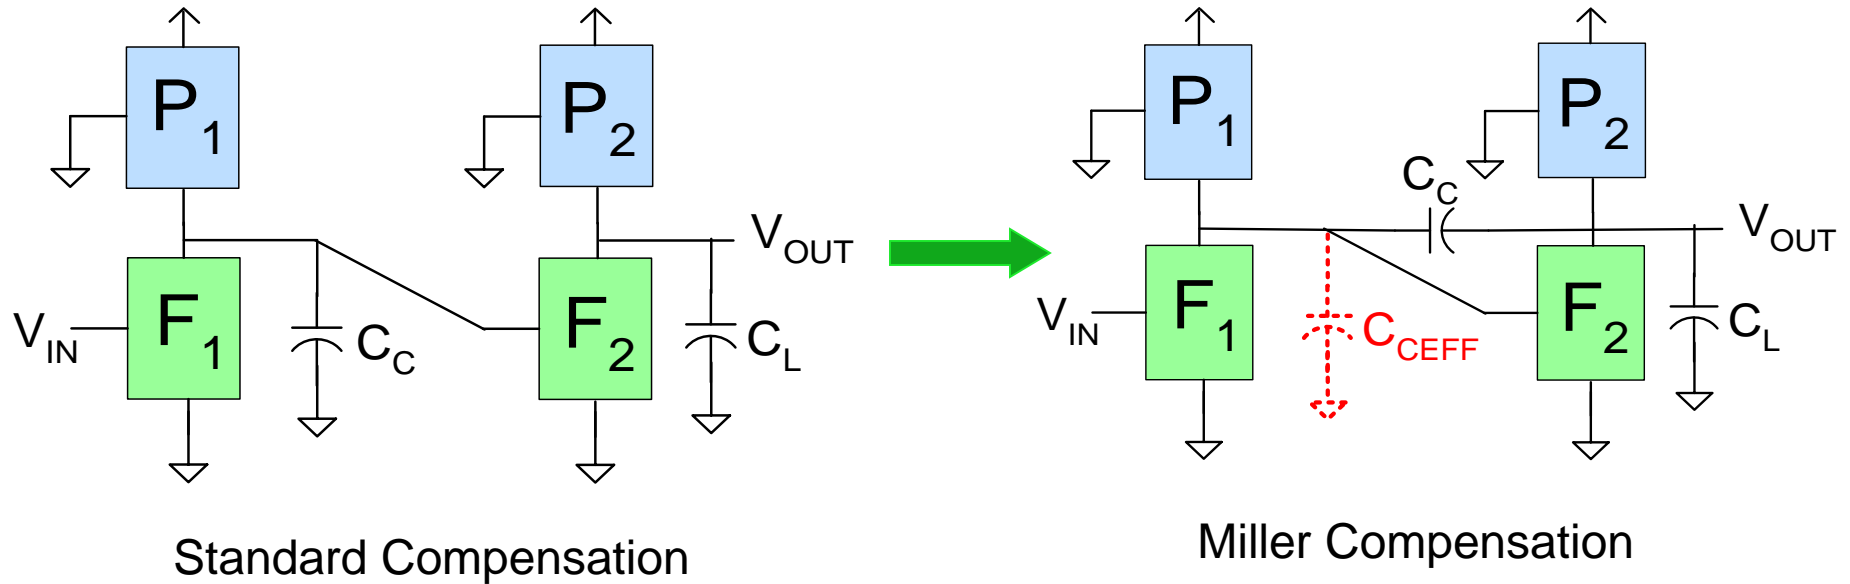 P1
P2
VIN
F1
CC
F2
CL
VOUT
Standard Compensation
P1
P2
CC
VIN
F1
CCEFF
F2
CL
VOUT
Miller Compensation